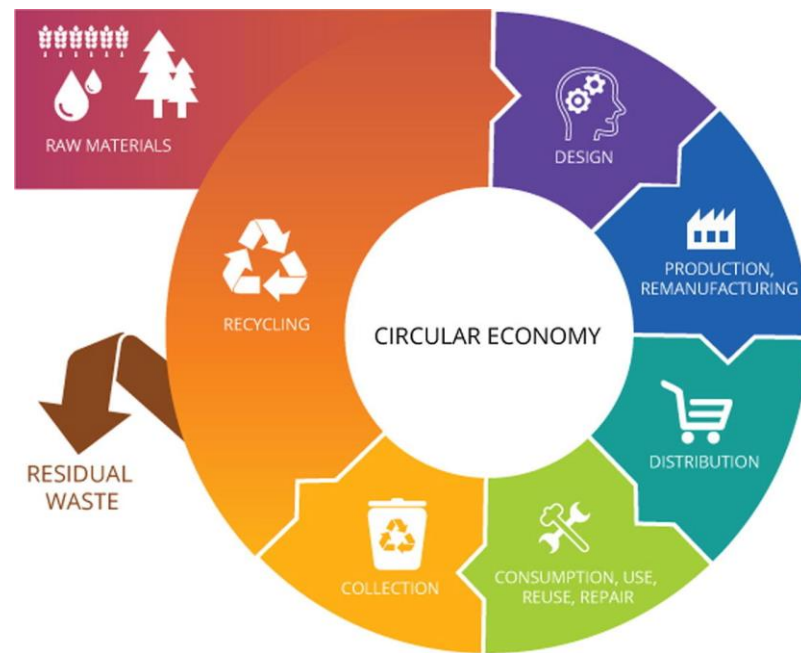 RAW MATERIALS
DESIGN
PRODUCTION,
REMANUFACTURING
RECYCLING
CIRCULAR ECONOMY
DISTRIBUTION
RESIDUAL
WASTE
COLLECTION
CONSUMPTION, USE,
REUSE, REPAIR